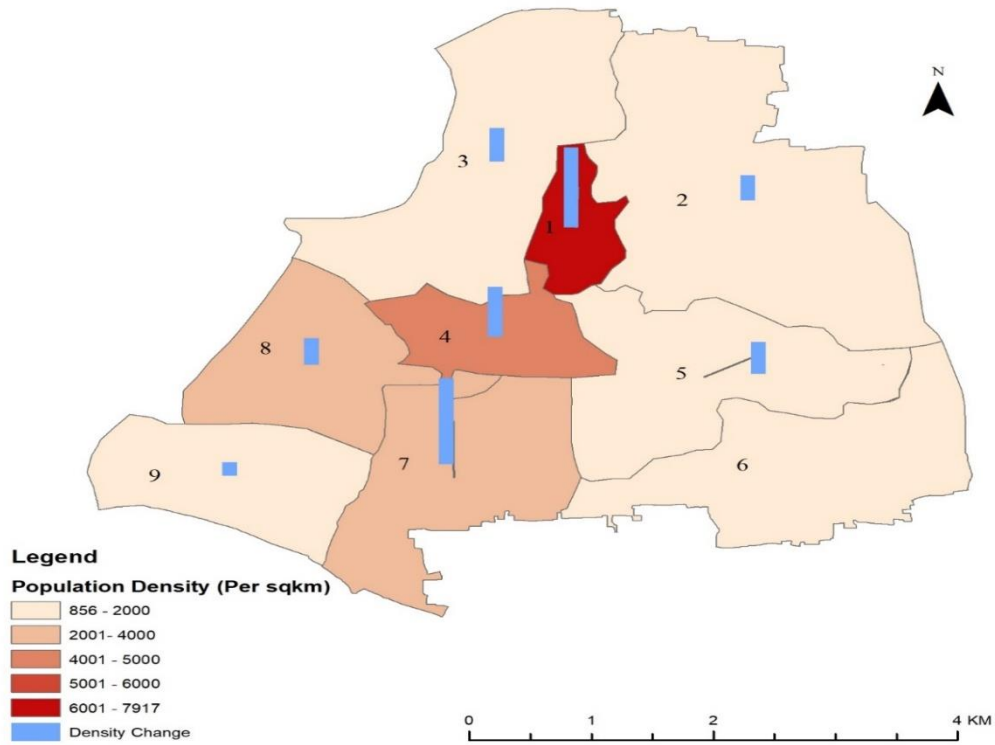 N
3
1
2
4
8
5
7
6
9
Legend
Population Density (Per sqkm)
856 - 2000
2001- 4000
4001 - 5000
5001 - 6000
6001 - 7917
Density Change
0 1 2 4 KM